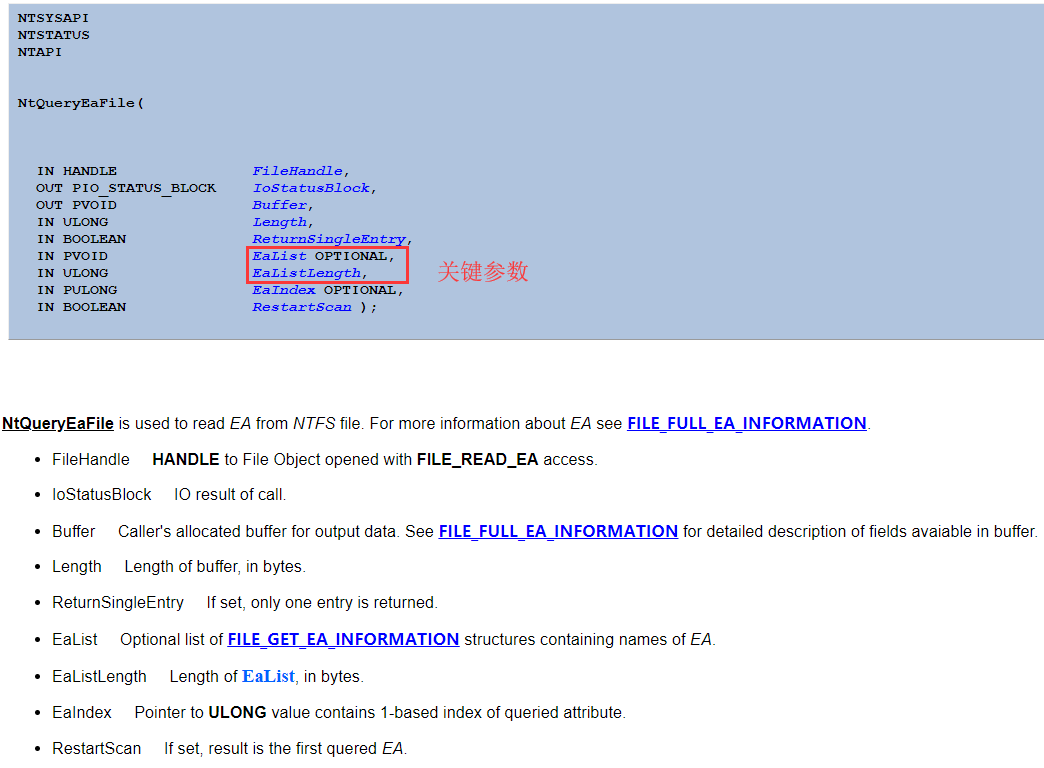 NTSYSAPI
NTSTATUS
NTAPI
NtQueryEaFile(
IN HANDLE FileHandle,
OUT PIO_STATUS_BLOCK IoStatusBlock,
OUT PVOID Buffer,
IN ULONG Length,
IN BOOLEAN ReturnSingleEntry,
IN PVOID EaList OPTIONAL,
IN ULONG EaListLength,
关键参数
IN PULONG EaIndex OPTIONAL,
IN BOOLEAN RestartScan );
NtQueryEaFile is used to read EA from NTFS file. For more information about EA see FILE_FULL_EA_INFORMATION.
• FileHandle HANDLE to File Object opened with FILE_READ_EA access.
• IoStatusBlock IO result of call.
• Buffer Caller's allocated buffer for output data. See FILE_FULL_EA_INFORMATION for detailed description of fields avaiable in buffer.
• Length Length of buffer, in bytes.
• ReturnSingleEntry If set, only one entry is returned.
• EaList Optional list of FILE_GET_EA_INFORMATION structures containing names of EA.
• EaListLength Length of EaList, in bytes.
• EaIndex Pointer to ULONG value contains 1-based index of queried attribute.
• RestartScan If set, result is the first quered EA.